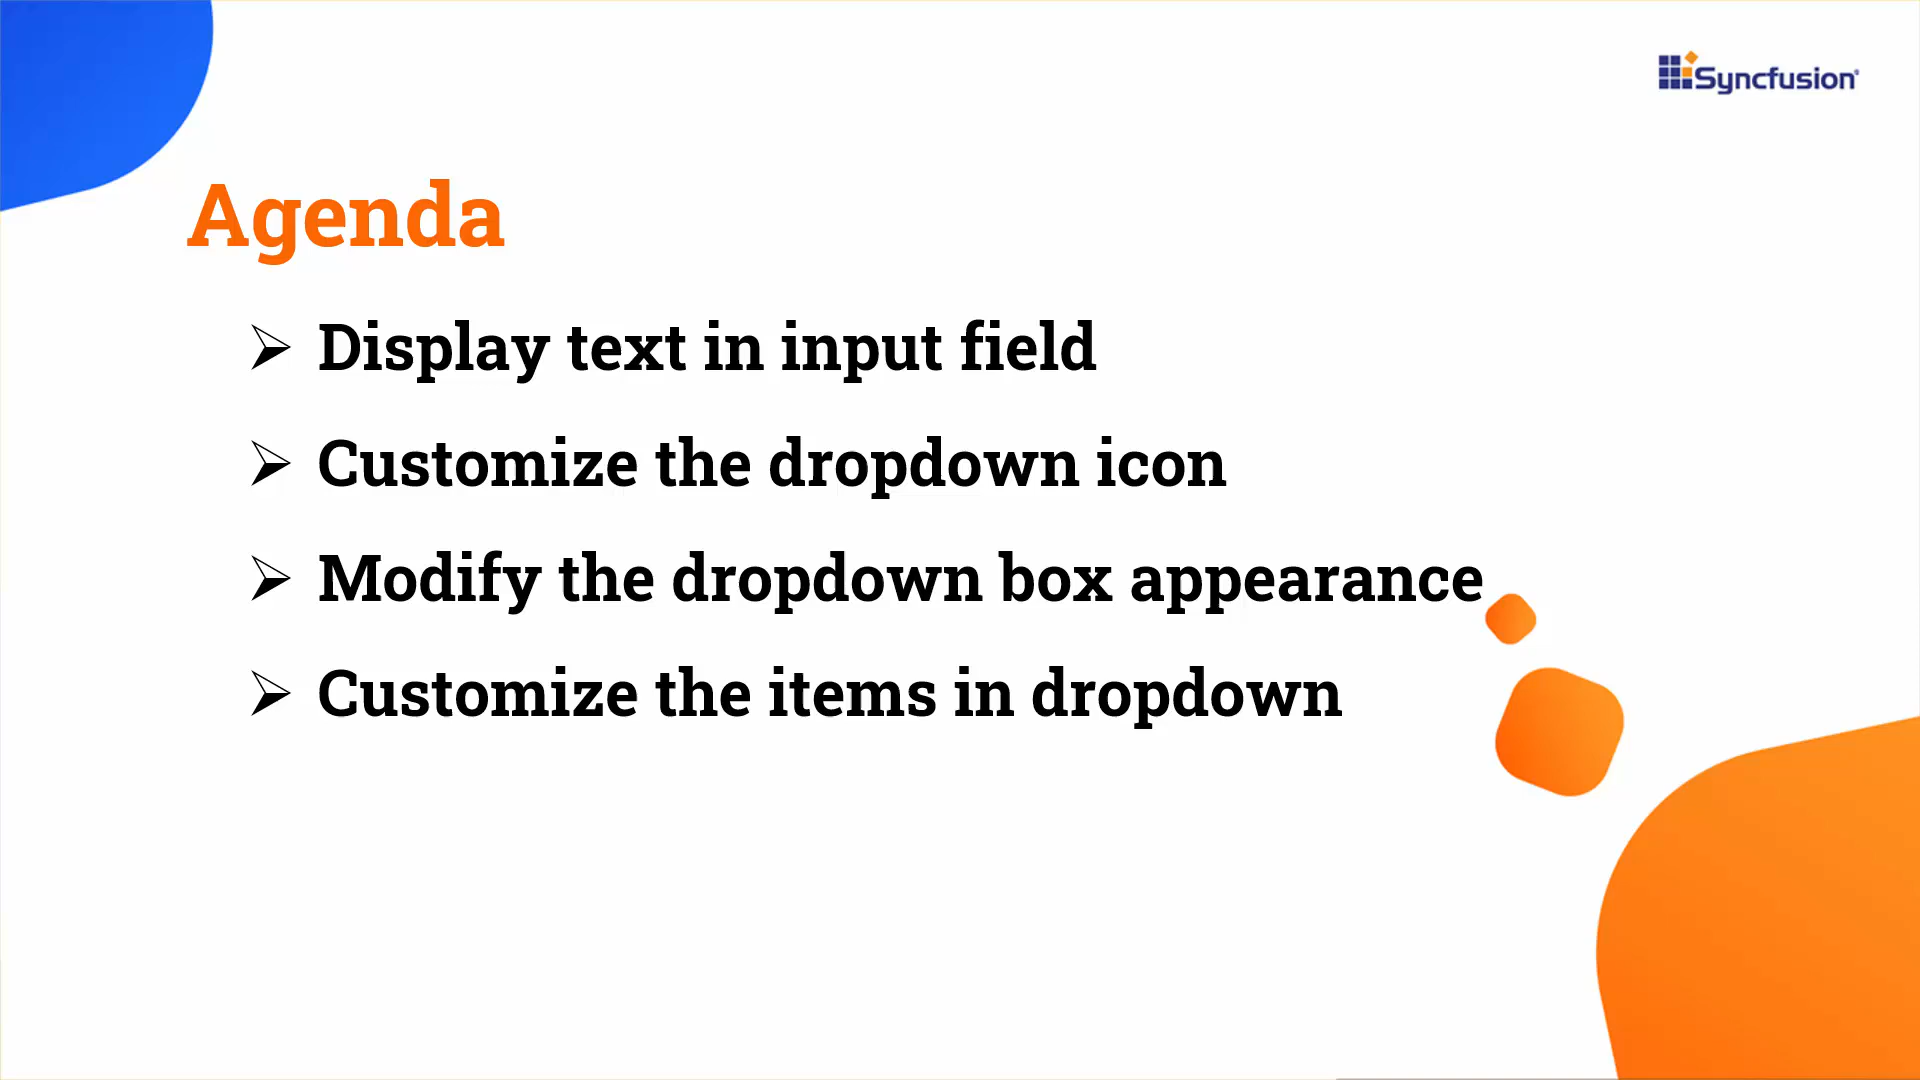 Syncfusion®
Agenda
➢ Display text in input field
➢ Customize the dropdown icon
➢ Modify the dropdown box appearance
➢ Customize the items in dropdown